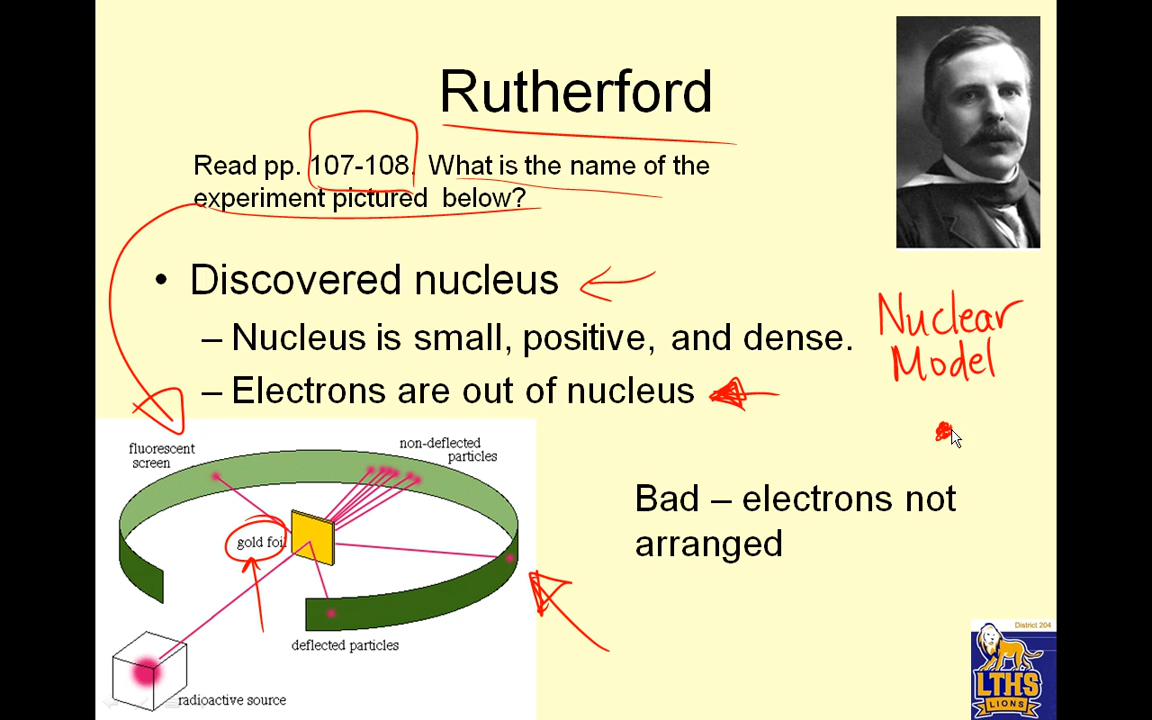 Rutherford
Read pp. 107-108. What is the name of the
experiment pictured below?
• Discovered nucleus
– Nucleus is small, positive, and dense.
– Electrons are out of nucleus
Nuclear
Model
fluorescent
screen
non-deflected
particles
gold foil
deflected particles
radioactive source
Bad – electrons not
arranged
District 204
LTHS
LIONS